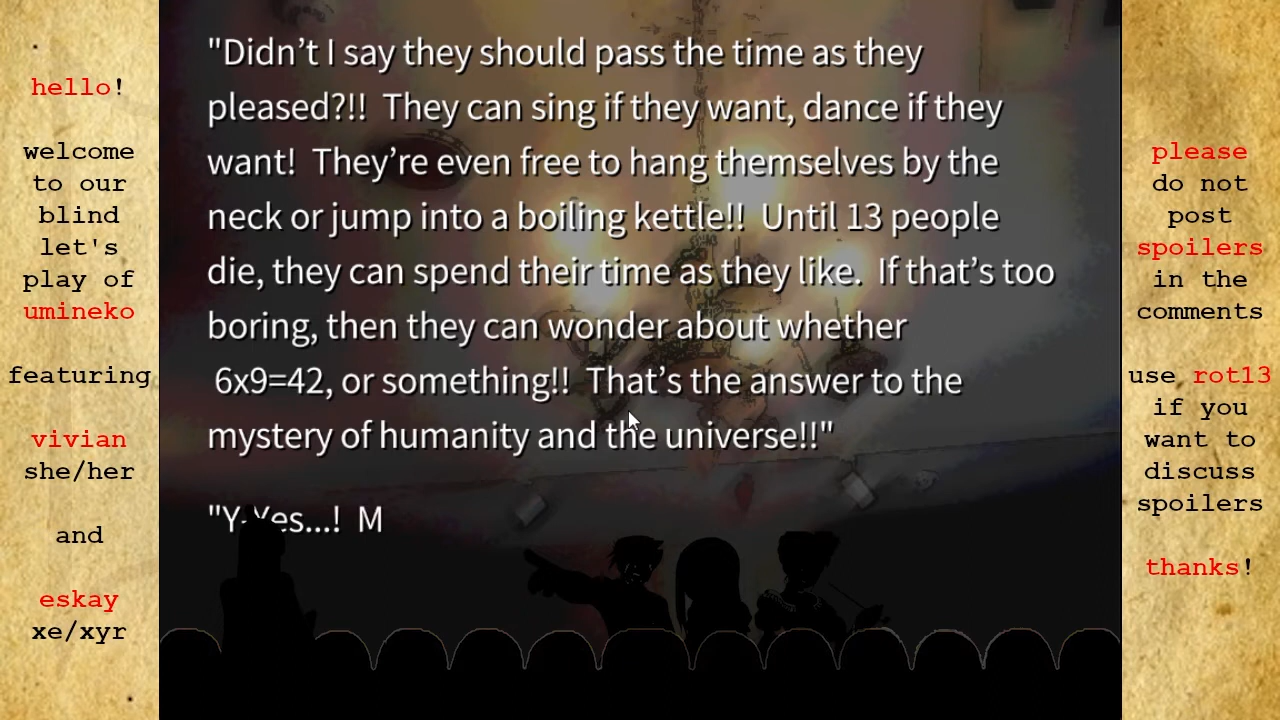 hello!
welcome
to our
blind
let's
play of
umineko
featuring
vivian
she/her
and
eskay
xe/xyr
"Didn’t I say they should pass the time as they
pleased?!!  They can sing if they want, dance if they
want!  They’re even free to hang themselves by the
neck or jump into a boiling kettle!!  Until 13 people
die, they can spend their time as they like.  If that’s too
boring, then they can wonder about whether
6x9=42, or something!!  That’s the answer to the
mystery of humanity and the universe!!"
"Y-Yes...!  M
please
do not
post
spoilers
in the
comments
use rot13
if you
want to
discuss
spoilers
thanks!